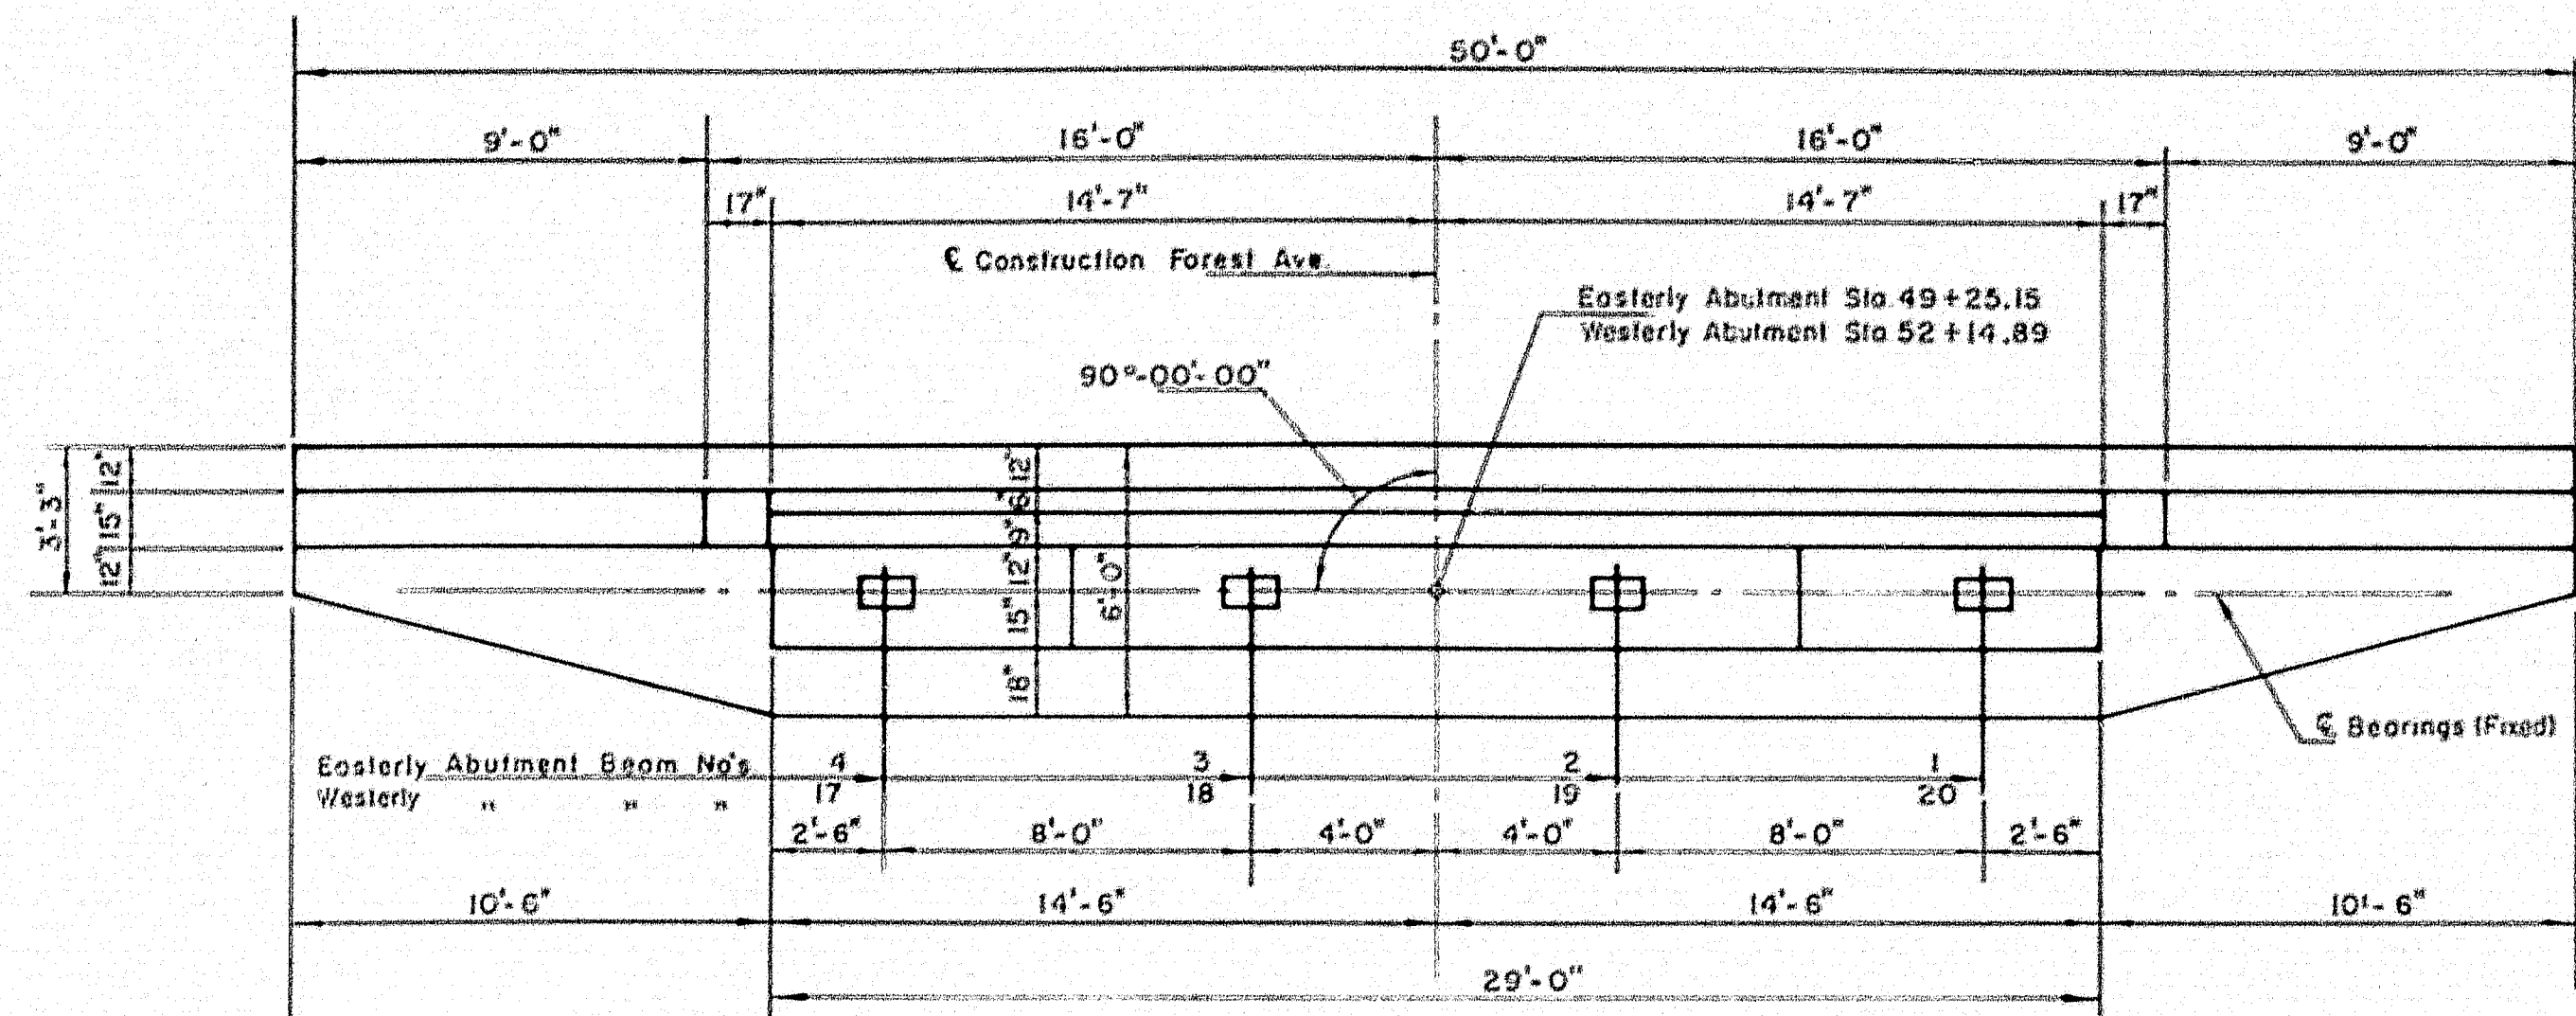 50'-0"
9'-0" 16'-0" 16'-0" 9'-0"
17" 14'-7" 14'-7" 17"
℄ Construction Forest Ave.
Easterly Abutment Sta 49+25.15
Westerly Abutment Sta 52+14.89
90°-00'-00"
3'-3"
12"
15"
12"
12"
6"
9"
12"
15"
18"
6'-0"
℄ Bearings (Fixed)
Easterly Abutment Beam No's 4 3 2 1
Westerly " " " 17 18 19 20
2'-6" 8'-0" 4'-0" 4'-0" 8'-0" 2'-6"
10'-6" 14'-6" 14'-6" 10'-6"
29'-0"